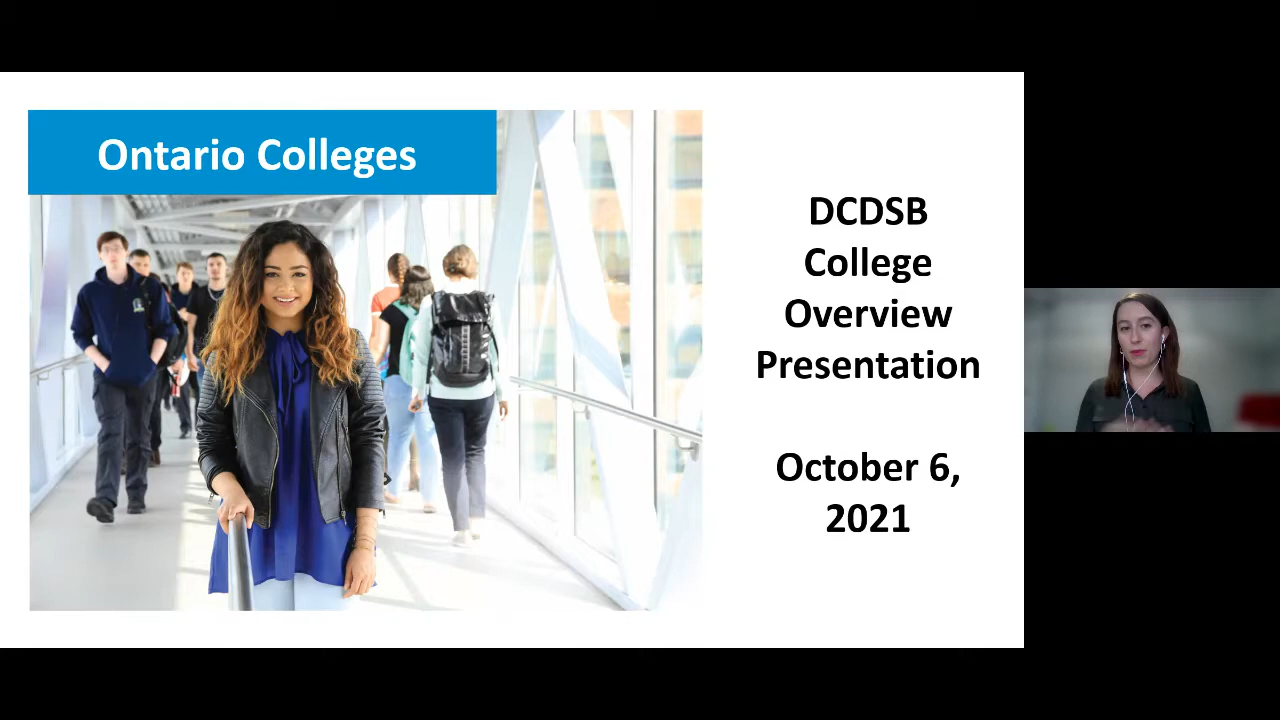 Ontario Colleges
DCDSB
College
Overview
Presentation
October 6,
2021